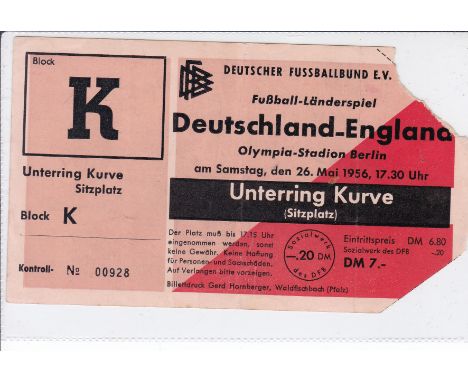 Block
K
Unterring Kurve
Sitzplatz
Block K
Kontroll- № 00928
DFB
DEUTSCHER FUSSBALLBUND E.V.
Fußball-Länderspiel
Deutschland-England
Olympia-Stadion Berlin
am Samstag, den 26. Mai 1956, 17.30 Uhr
Unterring Kurve
(Sitzplatz)
Der Platz muß bis 17.15 Uhr
eingenommen werden, sonst
keine Gewähr. Keine Haftung
für Personen- und Sachschäden.
Auf Verlangen bitte vorzeigen.
Sozialwerk
—.20 DM
des DFB
Eintrittspreis DM 6.80
Sozialwerk des DFB -.20
DM 7.-
Billettdruck Gerd Hornberger, Waldfischbach (Pfalz)